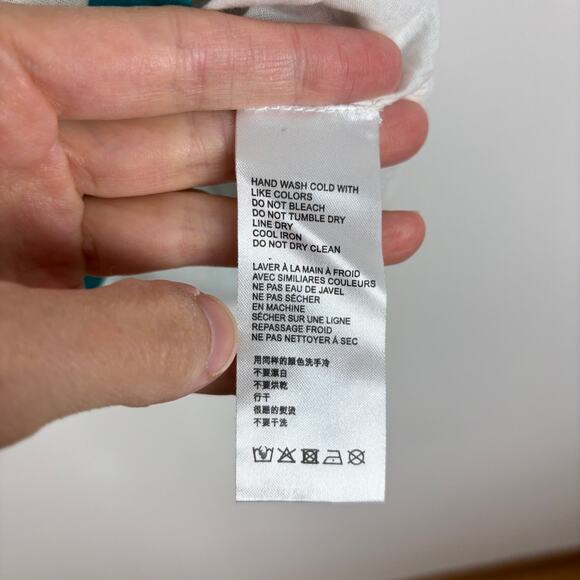 HAND WASH COLD WITH
LIKE COLORS
DO NOT BLEACH
DO NOT TUMBLE DRY
LINE DRY
COOL IRON
DO NOT DRY CLEAN
LAVER À LA MAIN À FROID
AVEC SIMILIARES COULEURS
NE PAS EAU DE JAVEL
NE PAS SÉCHER
EN MACHINE
SÉCHER SUR UNE LIGNE
REPASSAGE FROID
NE PAS NETTOYER À SEC
用同样的顏色洗手冷
不要漂白
不要烘乾
行干
很酷的熨烫
不要干洗